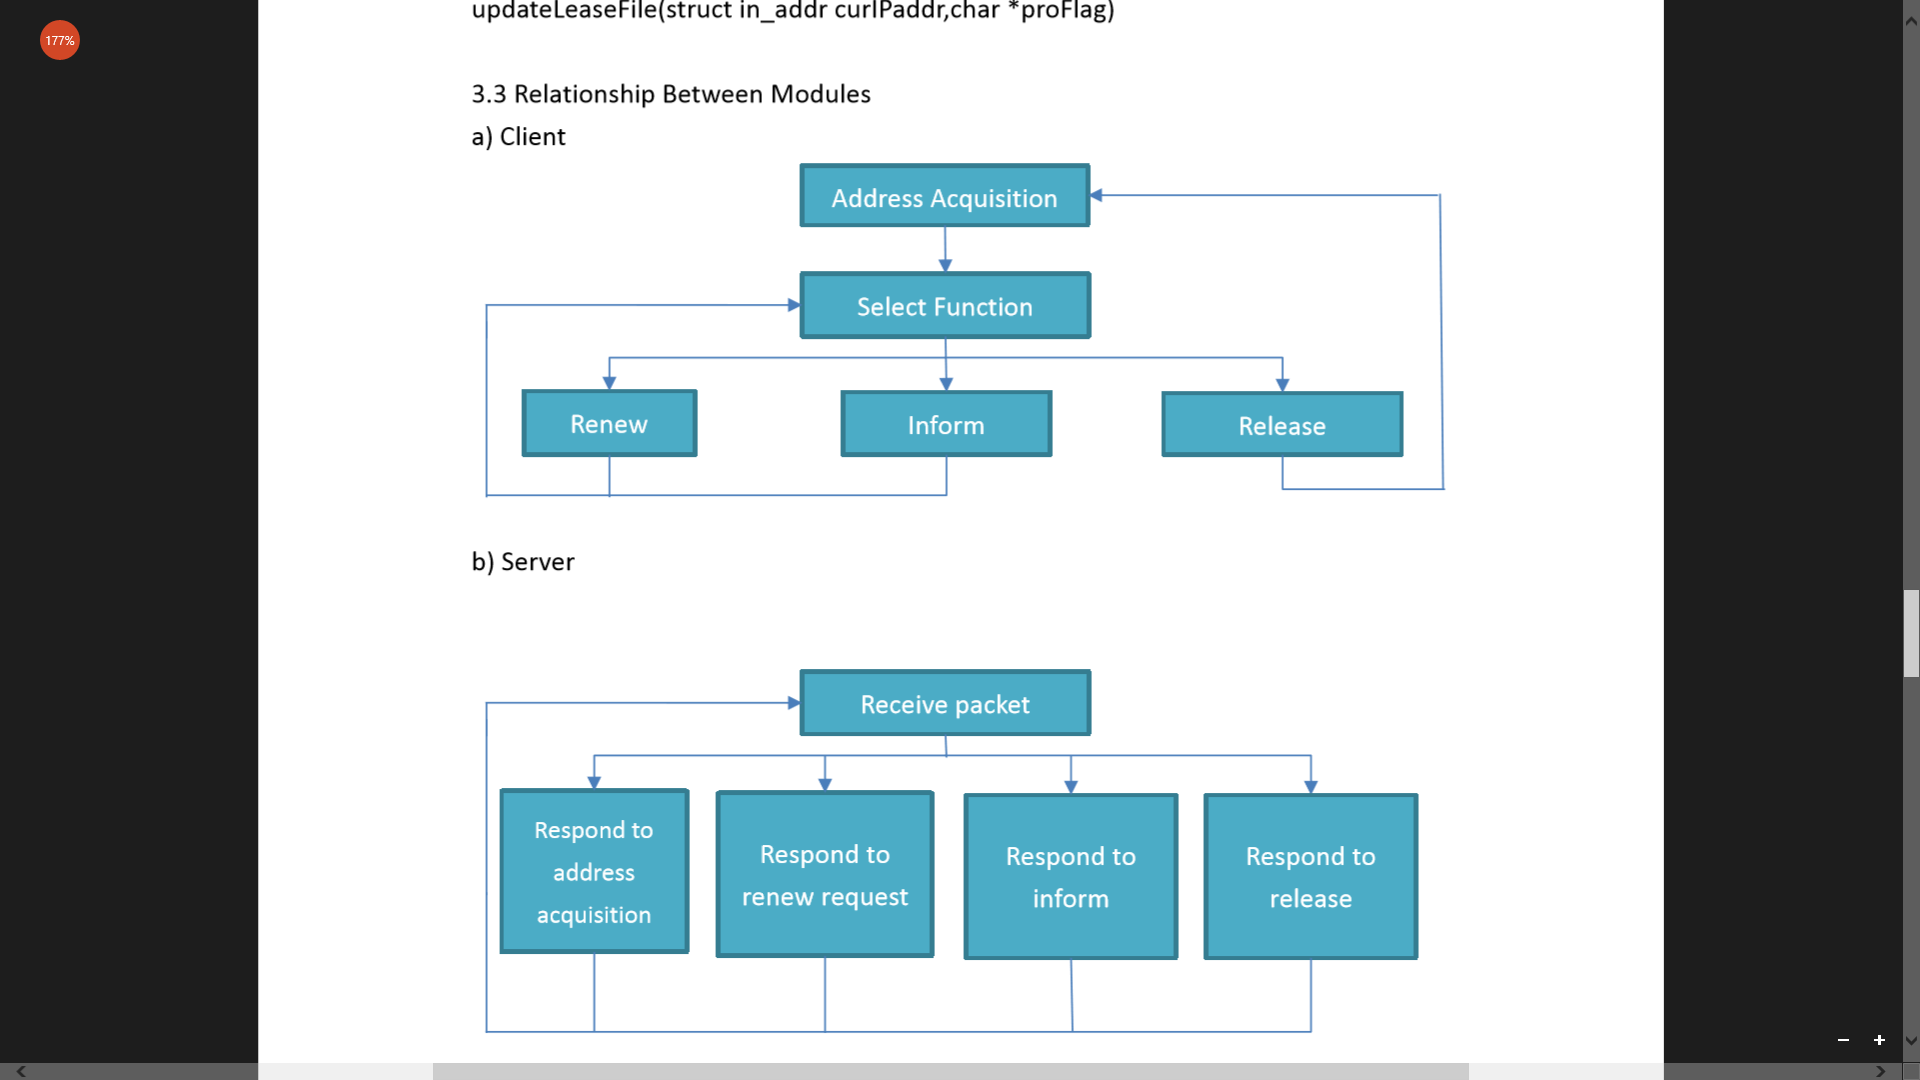 updateLeaseFile(struct in_addr curIPaddr,char *proFlag)
177%
3.3 Relationship Between Modules
a) Client
Address Acquisition
Select Function
Renew
Inform
Release
b) Server
Receive packet
Respond to
address
acquisition
Respond to
renew request
Respond to
inform
Respond to
release